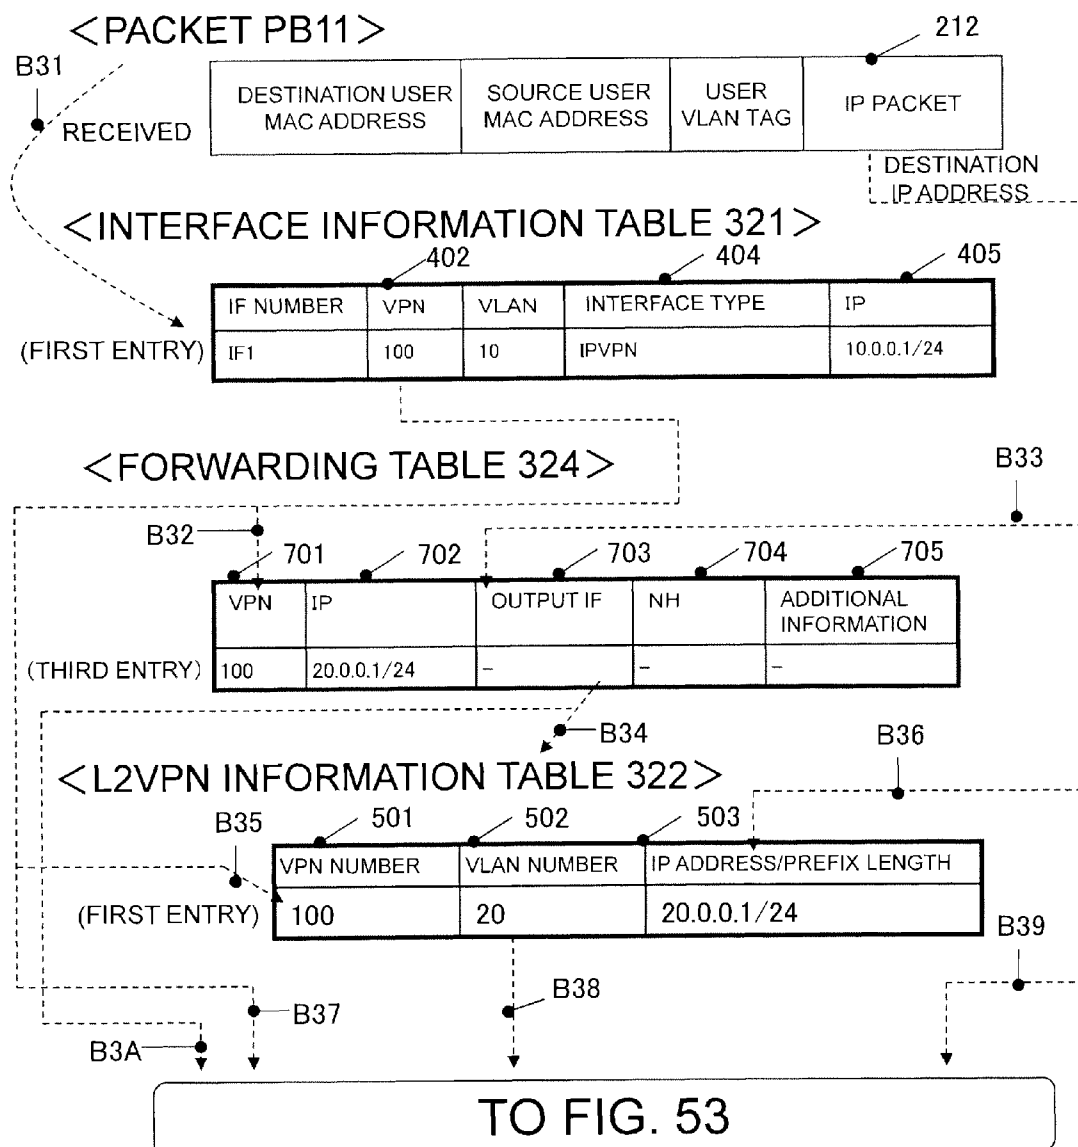 <PACKET PB11>
212
B31
RECEIVED
DESTINATION USER
MAC ADDRESS
SOURCE USER
MAC ADDRESS
USER
VLAN TAG
IP PACKET
DESTINATION
IP ADDRESS
<INTERFACE INFORMATION TABLE 321>
402
404
405
IF NUMBER VPN VLAN INTERFACE TYPE IP
(FIRST ENTRY) IF1 100 10 IPVPN 10.0.0.1/24
<FORWARDING TABLE 324>
B33
B32
701 702 703 704 705
VPN IP OUTPUT IF NH ADDITIONAL
INFORMATION
(THIRD ENTRY) 100 20.0.0.1/24 – – –
B34
B36
<L2VPN INFORMATION TABLE 322>
B35
501 502 503
VPN NUMBER VLAN NUMBER IP ADDRESS/PREFIX LENGTH
(FIRST ENTRY) 100 20 20.0.0.1/24
B39
B38
B37
B3A
TO FIG. 53